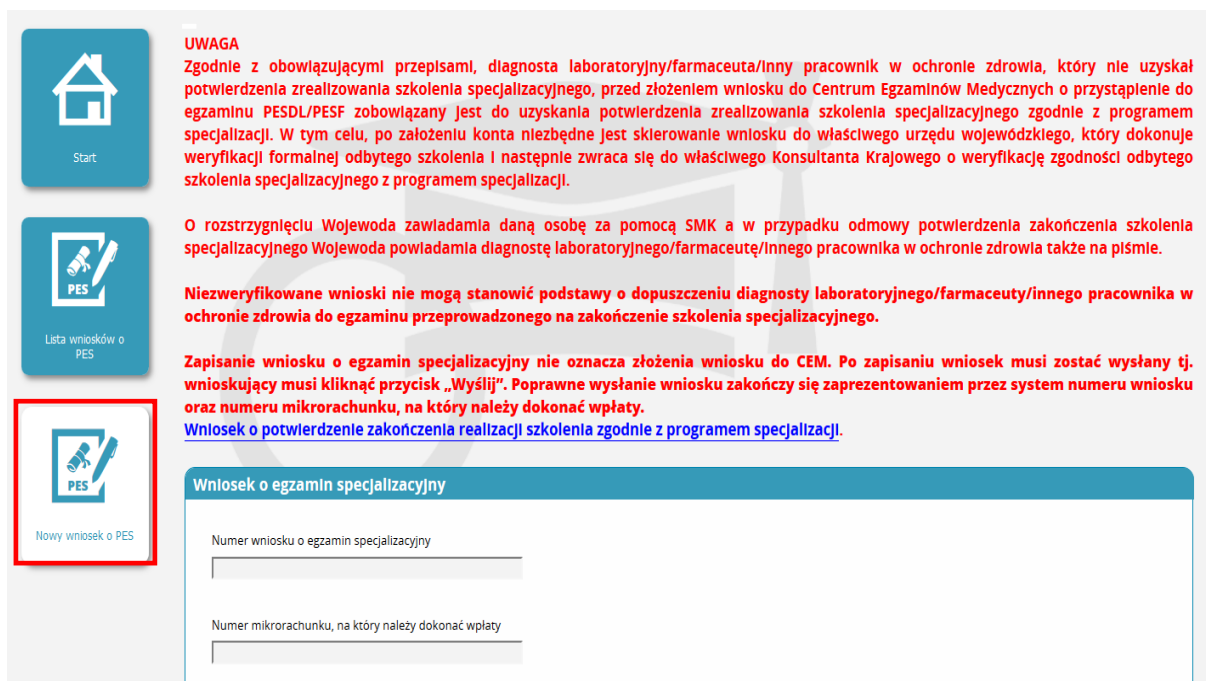 Start
PES
Lista wniosków o
PES
PES
Nowy wniosek o PES
UWAGA
Zgodnie z obowiązującymi przepisami, diagnosta laboratoryjny/farmaceuta/inny pracownik w ochronie zdrowia, który nie uzyskał
potwierdzenia zrealizowania szkolenia specjalizacyjnego, przed złożeniem wniosku do Centrum Egzaminów Medycznych o przystąpienie do
egzaminu PESDL/PESF zobowiązany jest do uzyskania potwierdzenia zrealizowania szkolenia specjalizacyjnego zgodnie z programem
specjalizacji. W tym celu, po założeniu konta niezbędne jest skierowanie wniosku do właściwego urzędu wojewódzkiego, który dokonuje
weryfikacji formalnej odbytego szkolenia i następnie zwraca się do właściwego Konsultanta Krajowego o weryfikację zgodności odbytego
szkolenia specjalizacyjnego z programem specjalizacji.
O rozstrzygnięciu Wojewoda zawiadamia daną osobę za pomocą SMK a w przypadku odmowy potwierdzenia zakończenia szkolenia
specjalizacyjnego Wojewoda powiadamia diagnostę laboratoryjnego/farmaceutę/innego pracownika w ochronie zdrowia także na piśmie.
Niezweryfikowane wnioski nie mogą stanowić podstawy o dopuszczeniu diagnosty laboratoryjnego/farmaceuty/innego pracownika w
ochronie zdrowia do egzaminu przeprowadzonego na zakończenie szkolenia specjalizacyjnego.
Zapisanie wniosku o egzamin specjalizacyjny nie oznacza złożenia wniosku do CEM. Po zapisaniu wniosek musi zostać wysłany tj.
wnioskujący musi kliknąć przycisk „Wyślij”. Poprawne wysłanie wniosku zakończy się zaprezentowaniem przez system numeru wniosku
oraz numeru mikrorachunku, na który należy dokonać wpłaty.
Wniosek o potwierdzenie zakończenia realizacji szkolenia zgodnie z programem specjalizacji.
Wniosek o egzamin specjalizacyjny
Numer wniosku o egzamin specjalizacyjny
Numer mikrorachunku, na który należy dokonać wpłaty